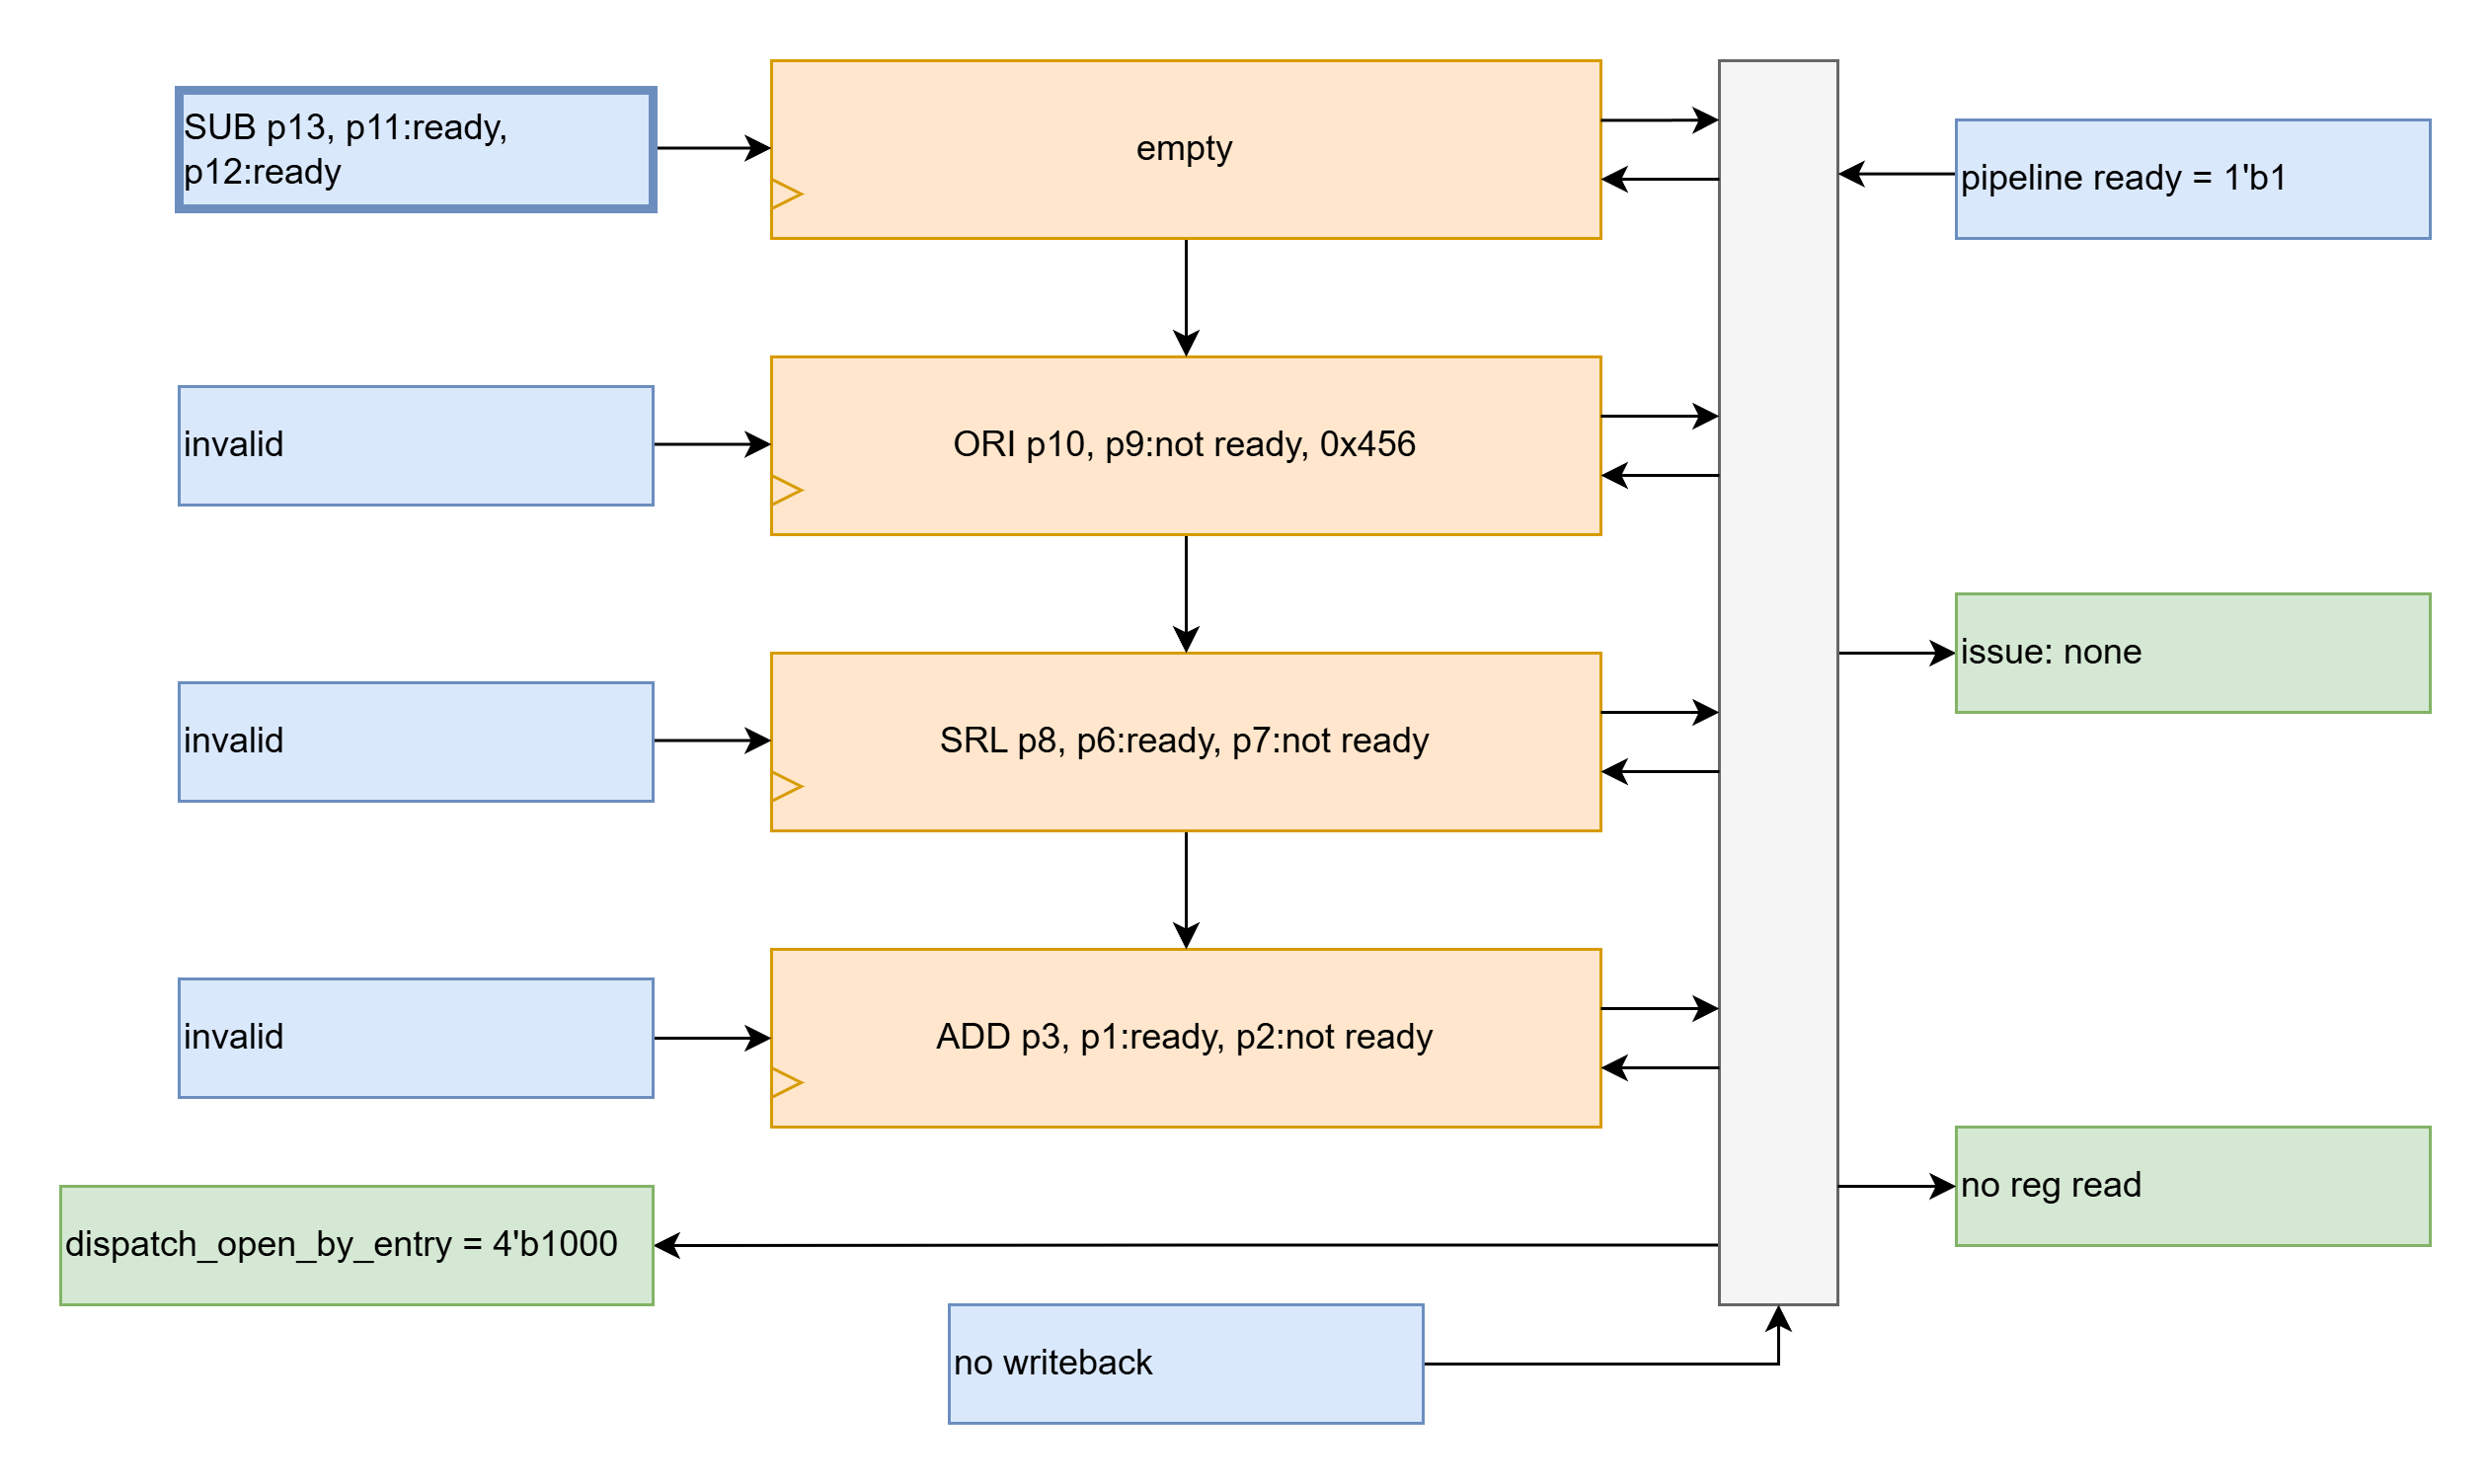 SUB p13, p11:ready,
p12:ready
empty
pipeline ready = 1'b1
invalid
ORI p10, p9:not ready, 0x456
issue: none
invalid
SRL p8, p6:ready, p7:not ready
invalid
ADD p3, p1:ready, p2:not ready
no reg read
dispatch_open_by_entry = 4'b1000
no writeback